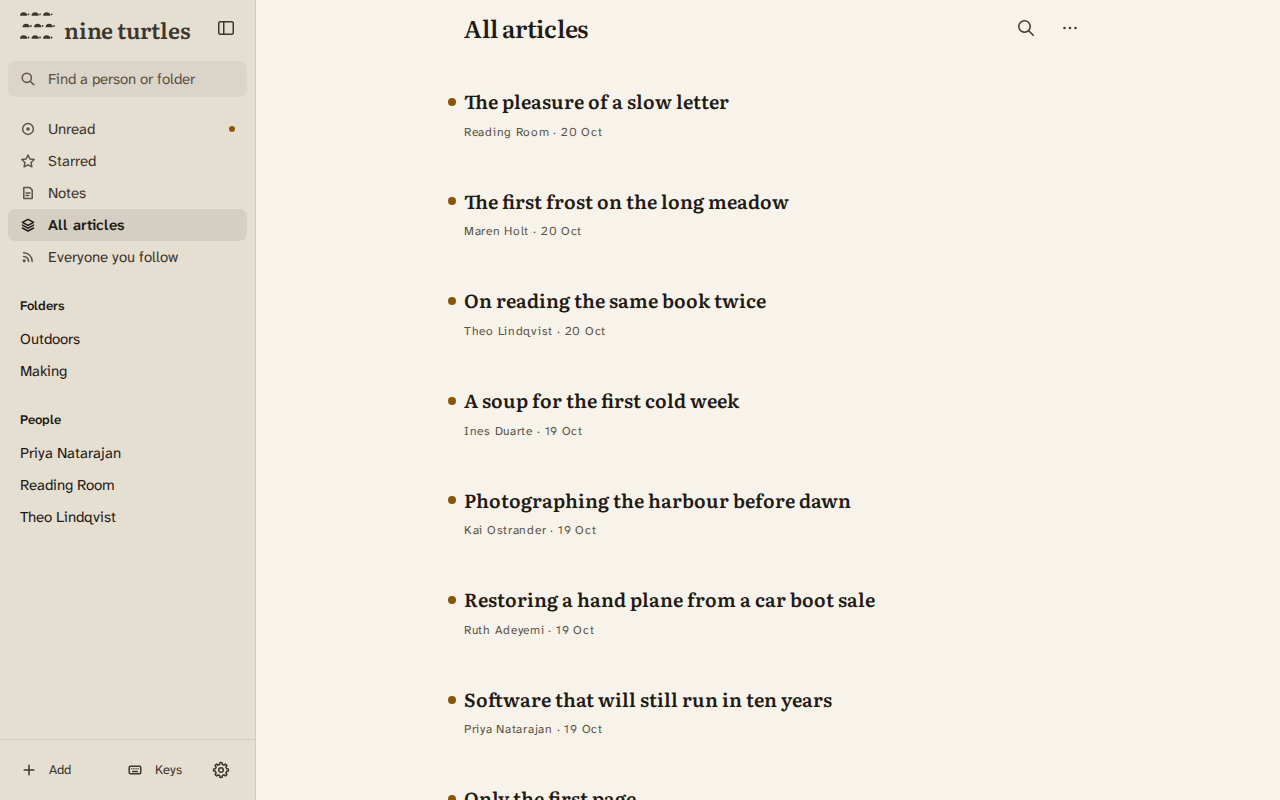 nine turtles
Find a person or folder
Unread
Starred
Notes
All articles
Everyone you follow
Folders
Outdoors
Making
People
Priya Natarajan
Reading Room
Theo Lindqvist
Add
Keys
All articles
The pleasure of a slow letter
Reading Room · 20 Oct
The first frost on the long meadow
Maren Holt · 20 Oct
On reading the same book twice
Theo Lindqvist · 20 Oct
A soup for the first cold week
Ines Duarte · 19 Oct
Photographing the harbour before dawn
Kai Ostrander · 19 Oct
Restoring a hand plane from a car boot sale
Ruth Adeyemi · 19 Oct
Software that will still run in ten years
Priya Natarajan · 19 Oct
Only the first page